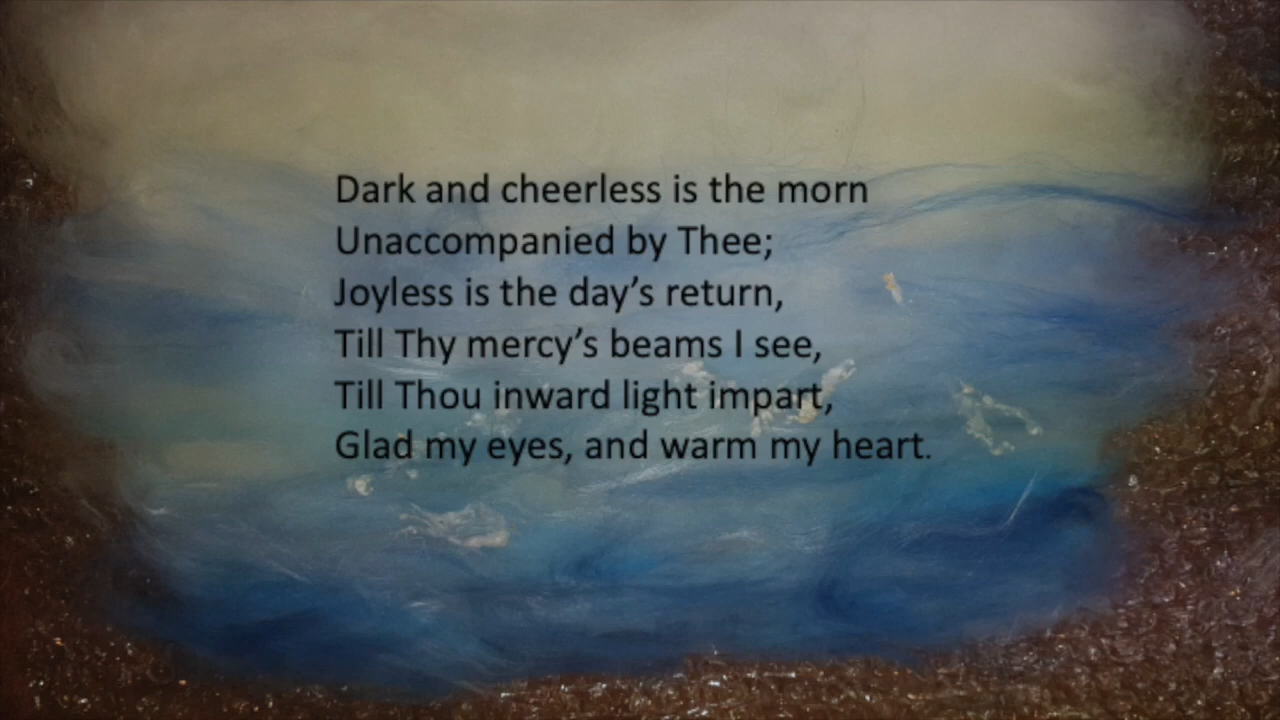 Dark and cheerless is the morn
Unaccompanied by Thee;
Joyless is the day’s return,
Till Thy mercy’s beams I see,
Till Thou inward light impart,
Glad my eyes, and warm my heart.